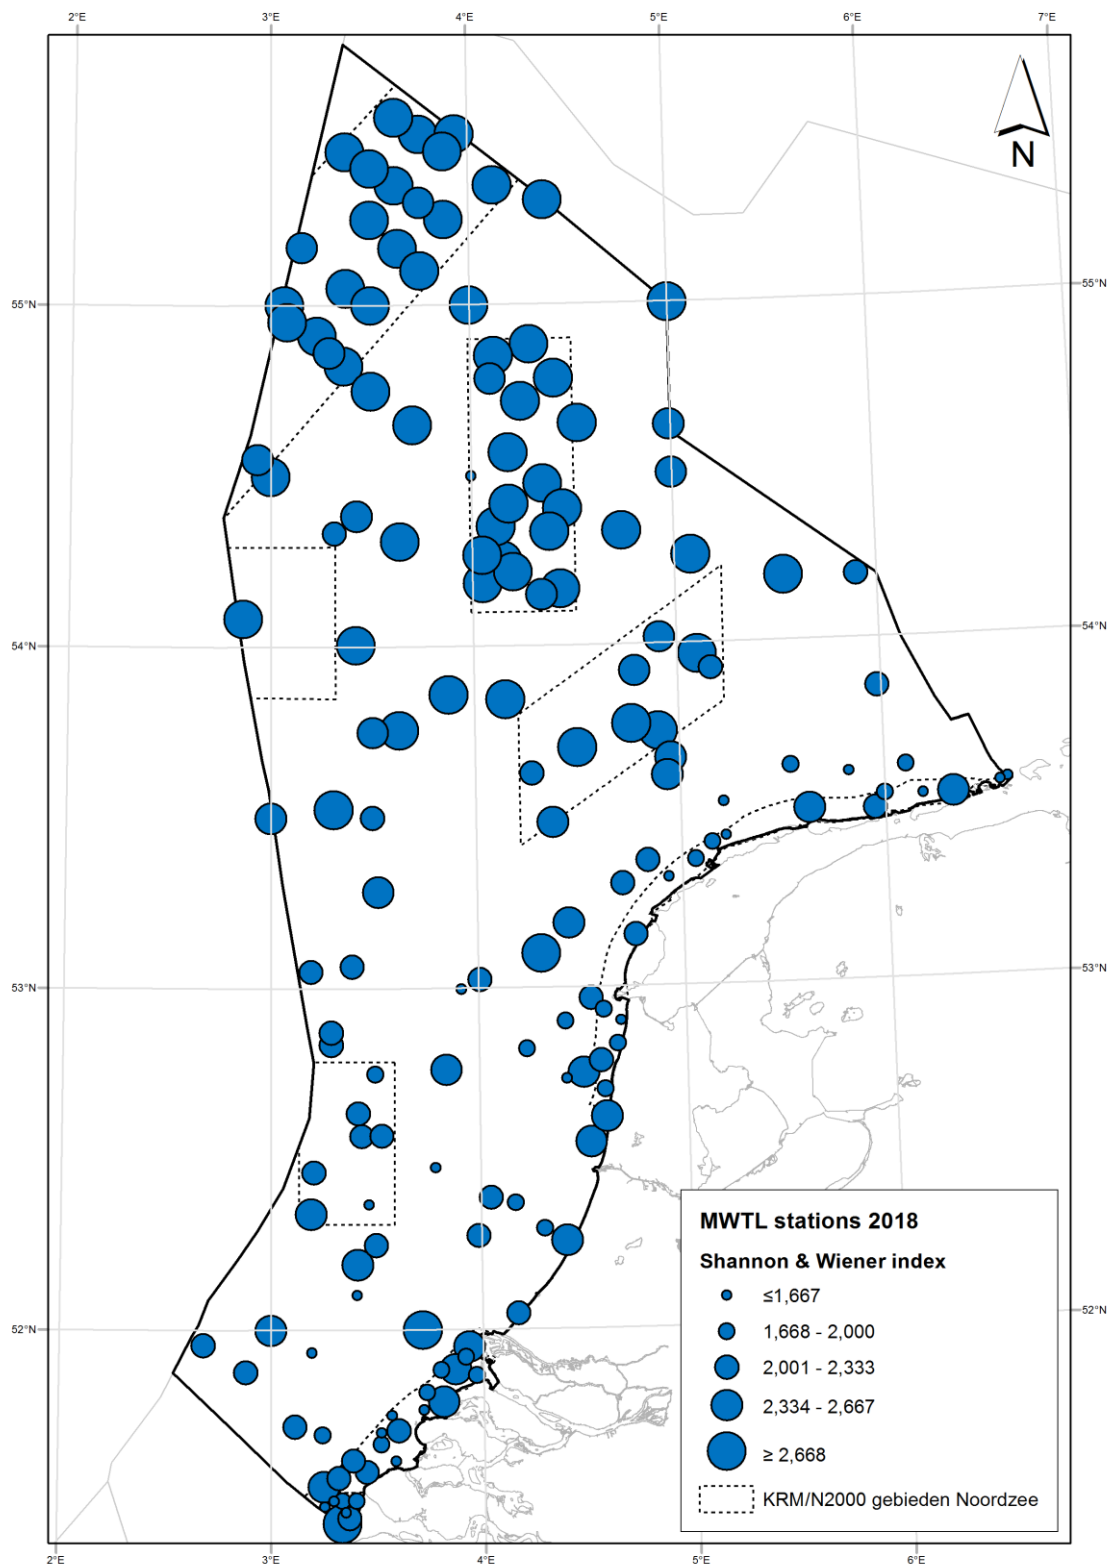 2°E 3°E 4°E 5°E 6°E 7°E
N
55°N 55°N
54°N 54°N
53°N 53°N
52°N 52°N
MWTL stations 2018
Shannon & Wiener index
≤1,667
1,668 - 2,000
2,001 - 2,333
2,334 - 2,667
≥ 2,668
KRM/N2000 gebieden Noordzee
2°E 3°E 4°E 5°E 6°E